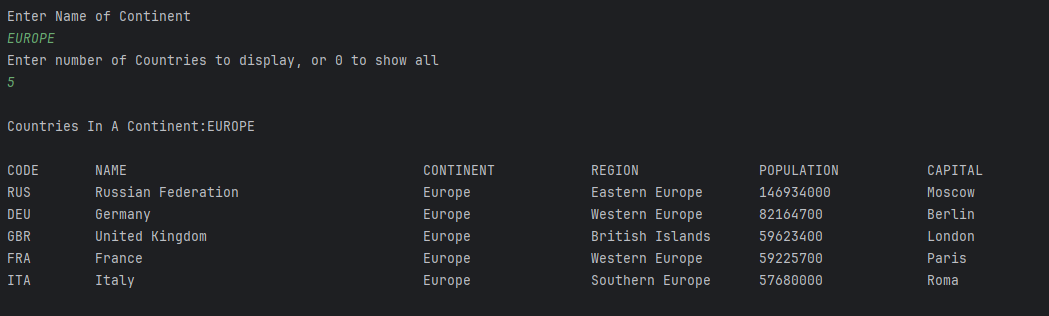 Enter Name of Continent
EUROPE
Enter number of Countries to display, or 0 to show all
5
Countries In A Continent:EUROPE
CODE NAME CONTINENT REGION POPULATION CAPITAL
RUS Russian Federation Europe Eastern Europe 146934000 Moscow
DEU Germany Europe Western Europe 82164700 Berlin
GBR United Kingdom Europe British Islands 59623400 London
FRA France Europe Western Europe 59225700 Paris
ITA Italy Europe Southern Europe 57680000 Roma